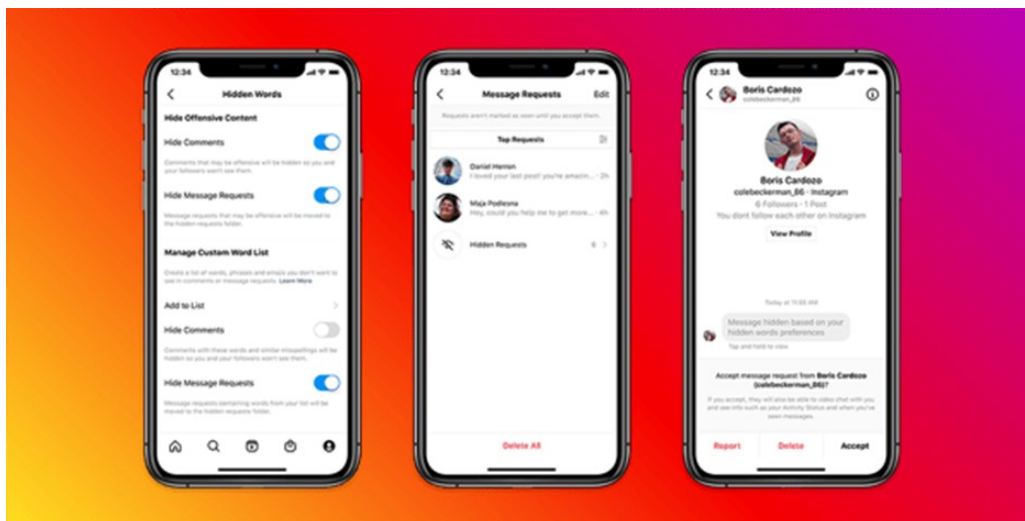 12:34
Hidden Words
Hide Offensive Content
Hide Comments
Comments that may be offensive will be hidden so you and
your followers won't see them.
Hide Message Requests
Message requests that may be offensive will be moved to
the hidden requests folder.
Manage Custom Word List
Create a list of words, phrases and emojis you don't want to
see in comments or message requests. Learn More
Add to List
Hide Comments
Comments with these words and similar misspellings will be
hidden so you and your followers won't see them.
Hide Message Requests
Message requests containing words from your list will be
moved to the hidden requests folder.
12:34
Message Requests
Edit
Requests aren't marked as seen until you accept them.
Top Requests
Daniel Herron
I loved your last post! you're amazin... · 2h
Maja Podlesna
Hey, could you help me to get more... · 4h
Hidden Requests 6
Delete All
12:34
Boris Cardozo
colebeckerman_86
Boris Cardozo
colebeckerman_86 · Instagram
6 Followers · 1 Post
You dont follow each other on Instagram
View Profile
Today at 11:55 AM
Message hidden based on your
hidden words preferences
Tap and hold to view
Accept message request from Boris Cardozo
(colebeckerman_86)?
If you accept, they will also be able to video chat with you
and see info such as your Activity Status and when you've
seen messages.
Report
Delete
Accept